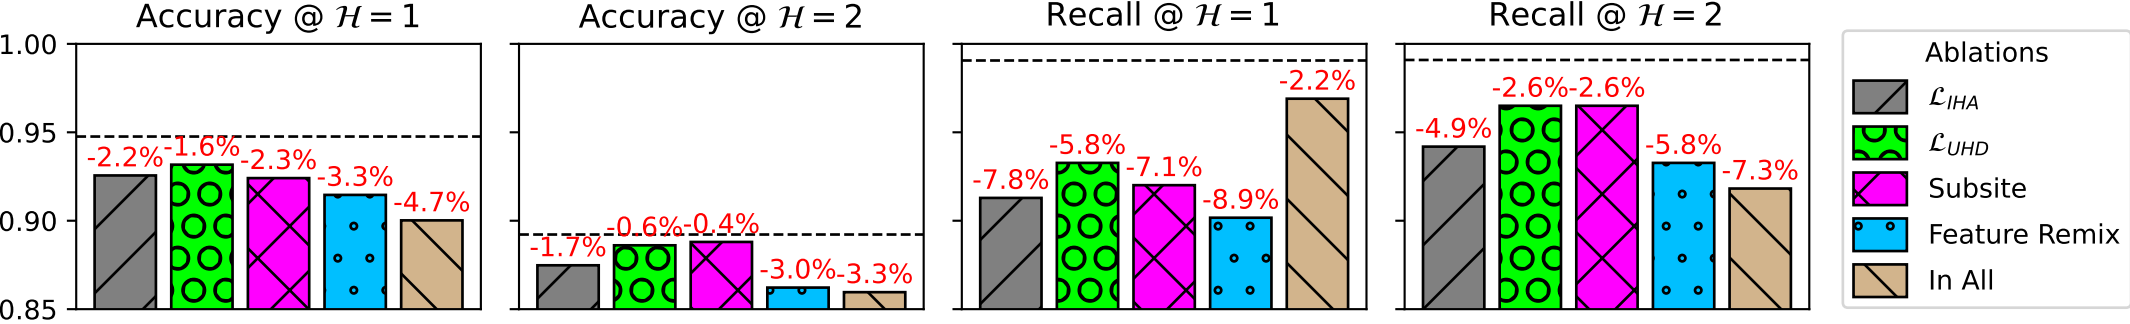 Accuracy @ ℋ = 1
1.00
0.95
0.90
0.85
-2.2%
-1.6%
-2.3%
-3.3%
-4.7%
Accuracy @ ℋ = 2
-1.7%
-0.6%
-0.4%
-3.0%
-3.3%
Recall @ ℋ = 1
-7.8%
-5.8%
-7.1%
-8.9%
-2.2%
Recall @ ℋ = 2
-4.9%
-2.6%
-2.6%
-5.8%
-7.3%
Ablations
ℒ_IHA
ℒ_UHD
Subsite
Feature Remix
In All